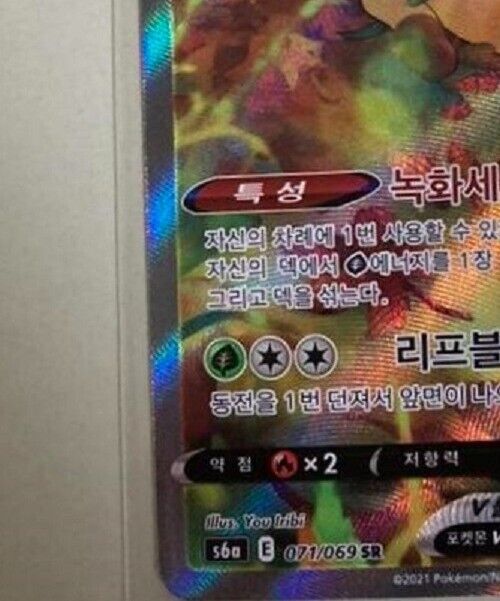 특성 녹화세
자신의 차례에 1번 사용할 수 있
자신의 덱에서 에너지를 1장
그리고 덱을 섞는다.
리프블
동전을 1번 던져서 앞면이 나오
약점 ×2 저항력
Illus. You Iribi
포켓몬 V
s6a E 071/069 SR
©2021 Pokémon/N